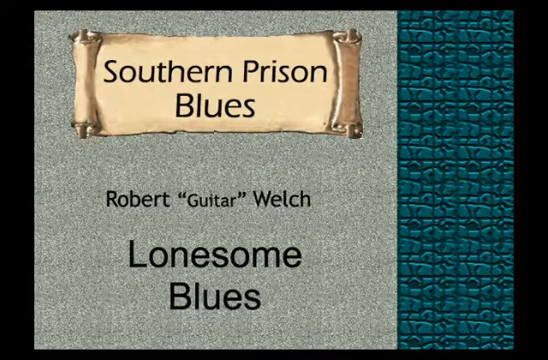 Southern Prison
Blues
Robert “Guitar” Welch
Lonesome
Blues